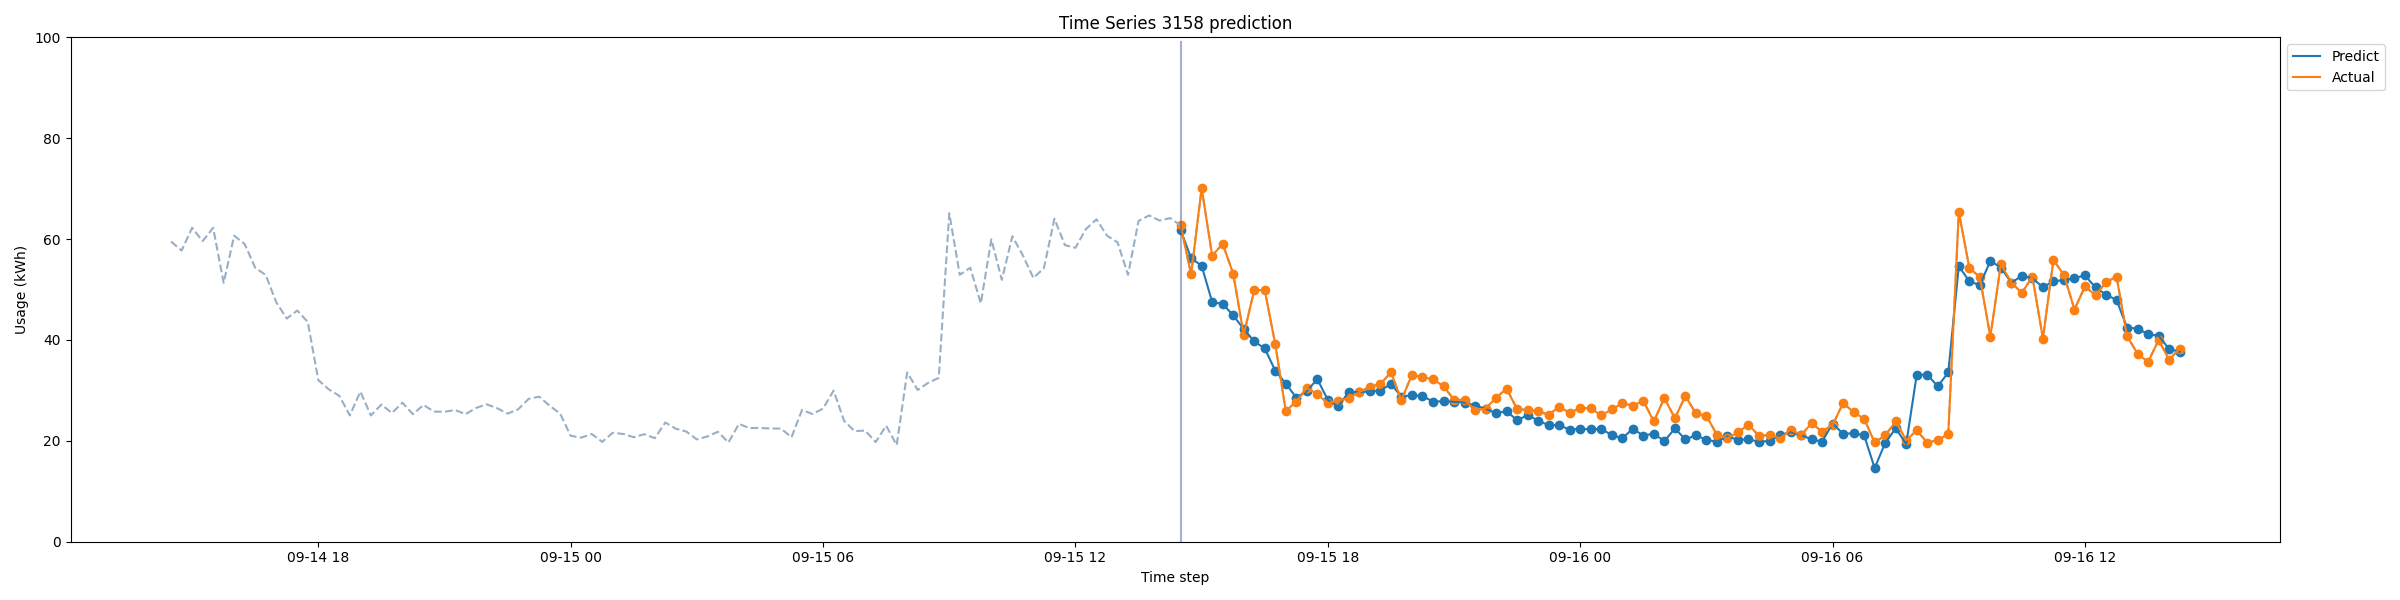 Time Series 3158 prediction
100
80
60
40
20
0
Usage (kWh)
09-14 18
09-15 00
09-15 06
09-15 12
09-15 18
09-16 00
09-16 06
09-16 12
Time step
Predict
Actual